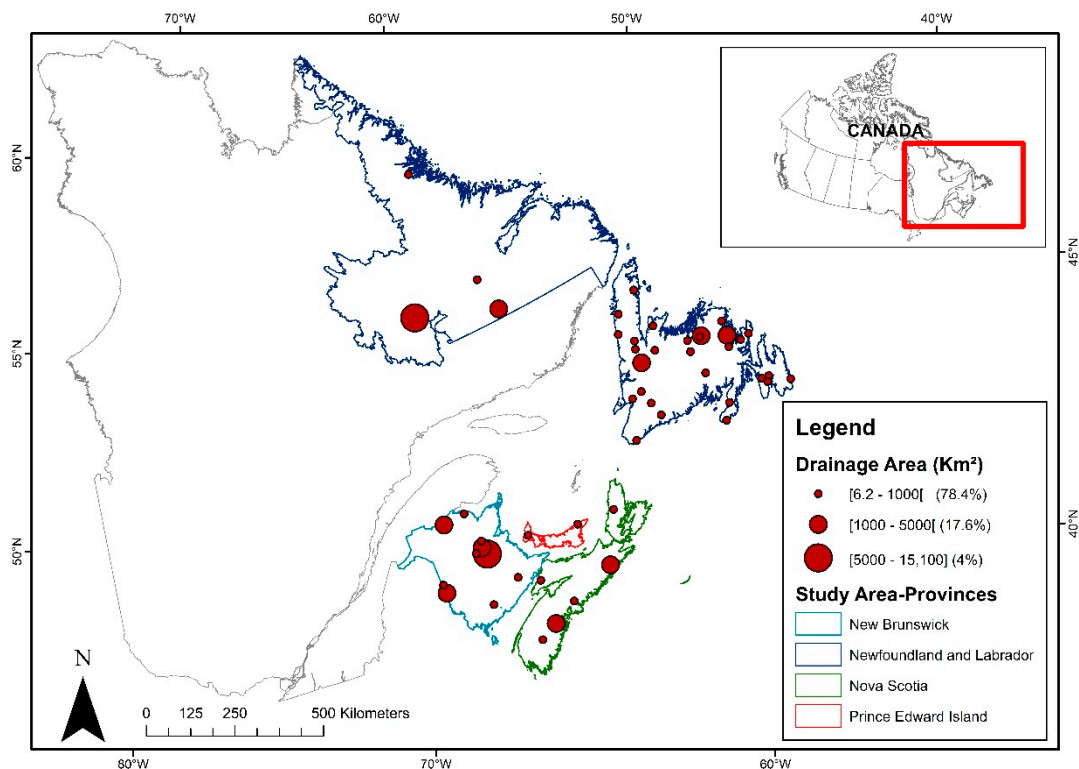 70°W 60°W 50°W 40°W
CANADA
60°N
45°N
55°N
Legend
Drainage Area (Km²)
[6.2 - 1000[ (78.4%)
[1000 - 5000[ (17.6%)
[5000 - 15,100] (4%)
40°N
50°N
Study Area-Provinces
New Brunswick
Newfoundland and Labrador
Nova Scotia
Prince Edward Island
N
0 125 250 500 Kilometers
80°W 70°W 60°W